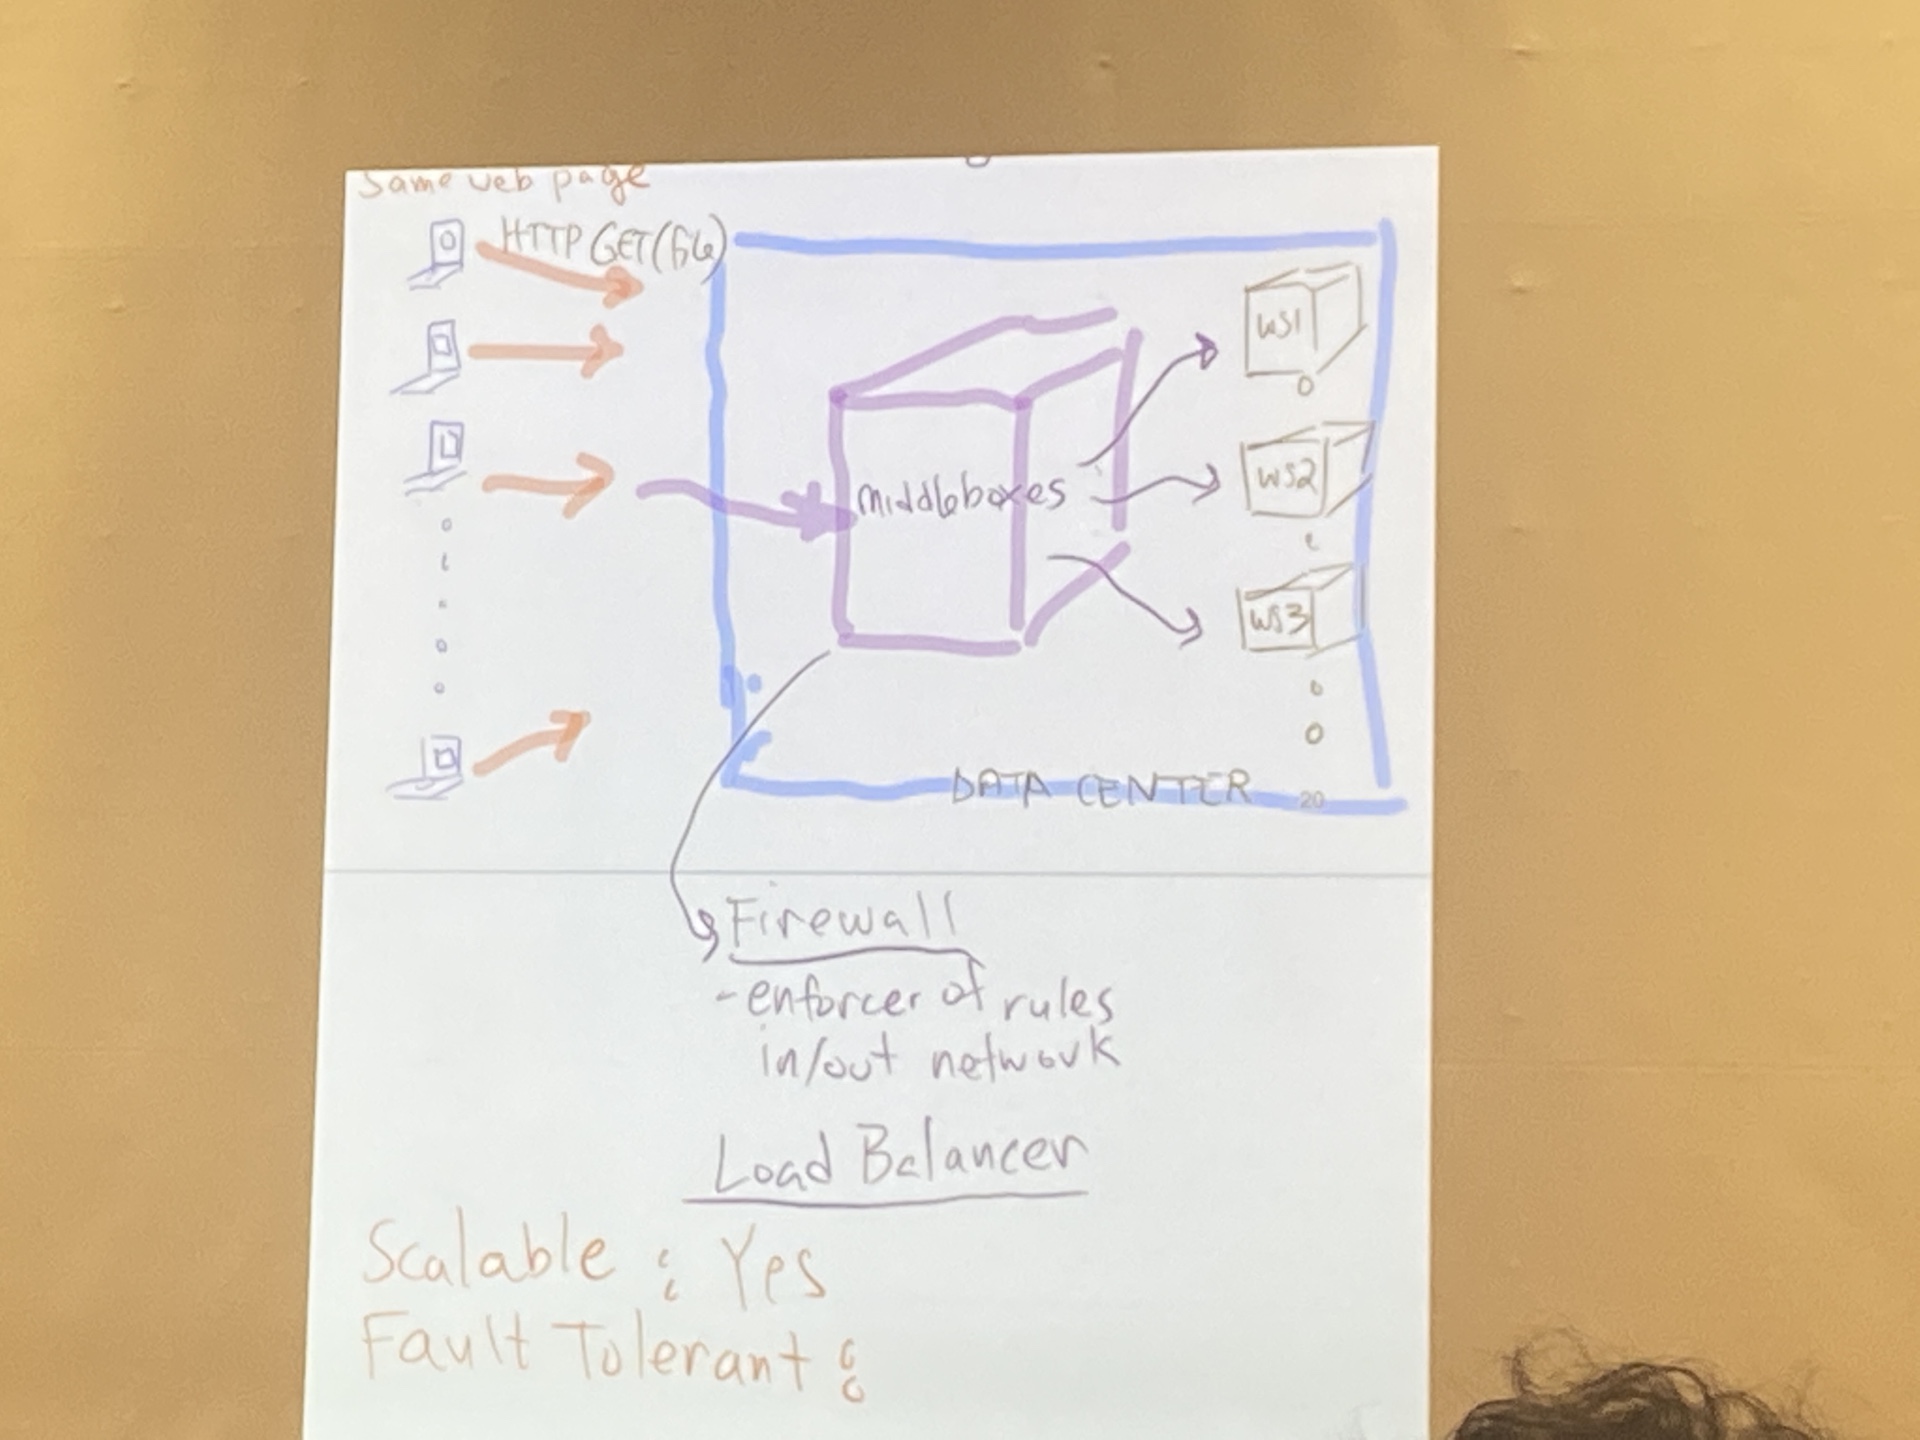 Same web page
HTTP GET(file)
WS1
middleboxes
WS2
WS3
DATA CENTER
20
Firewall
- enforcer of rules
in/out network
Load Balancer
Scalable : Yes
Fault Tolerant :